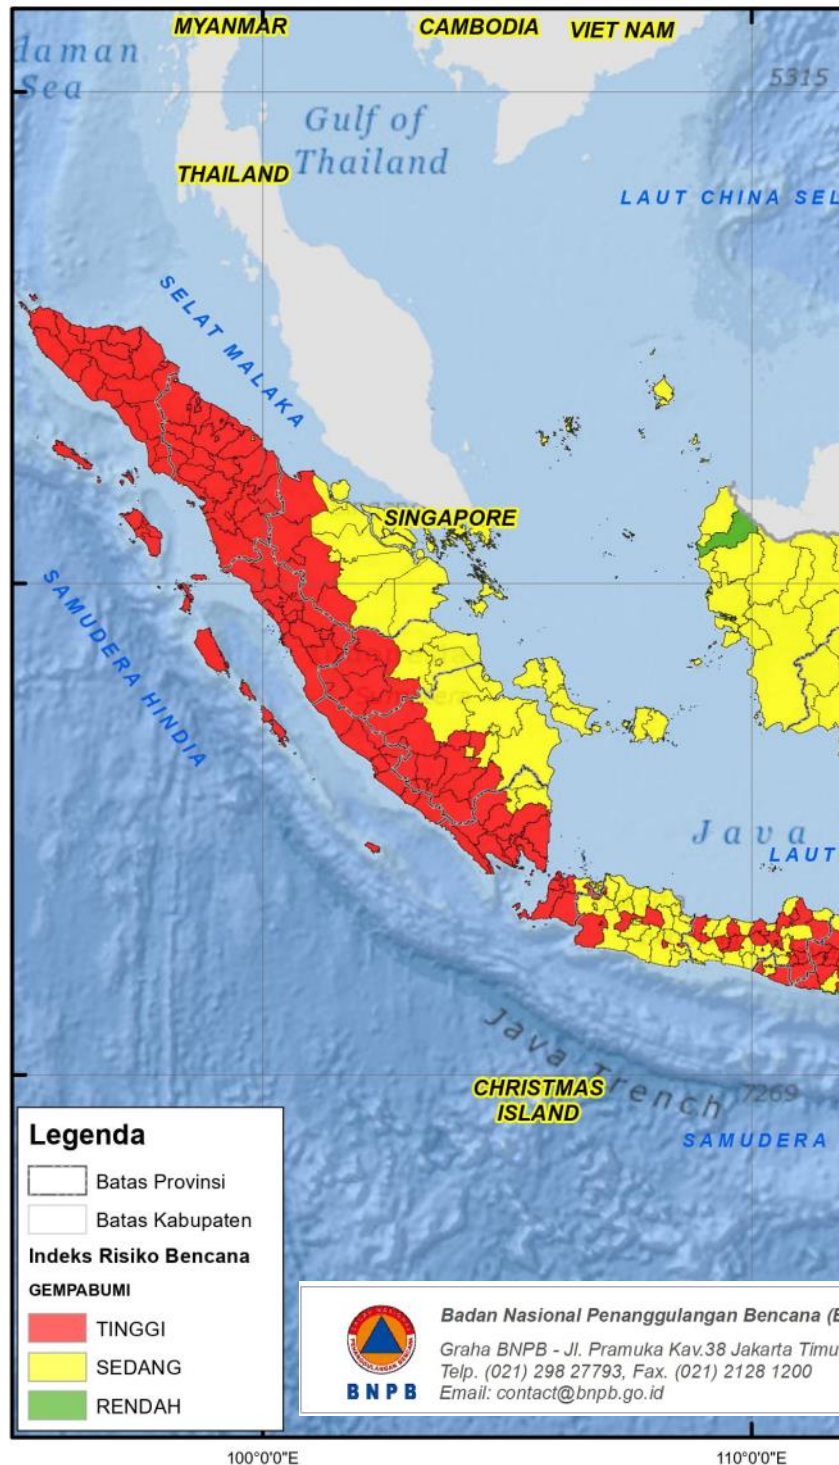 MYANMAR
CAMBODIA
VIET NAM
daman
Sea
5315
Gulf of
Thailand
THAILAND
LAUT CHINA SEL
SELAT MALAKA
SINGAPORE
SAMUDERA HINDIA
Java
LAUT
Java Trench
7269
CHRISTMAS
ISLAND
SAMUDERA
Legenda
Batas Provinsi
Batas Kabupaten
Indeks Risiko Bencana
GEMPABUMI
TINGGI
SEDANG
RENDAH
BNPB
Badan Nasional Penanggulangan Bencana (B
Graha BNPB - Jl. Pramuka Kav.38 Jakarta Timu
Telp. (021) 298 27793, Fax. (021) 2128 1200
Email: contact@bnpb.go.id
100°0'0"E
110°0'0"E